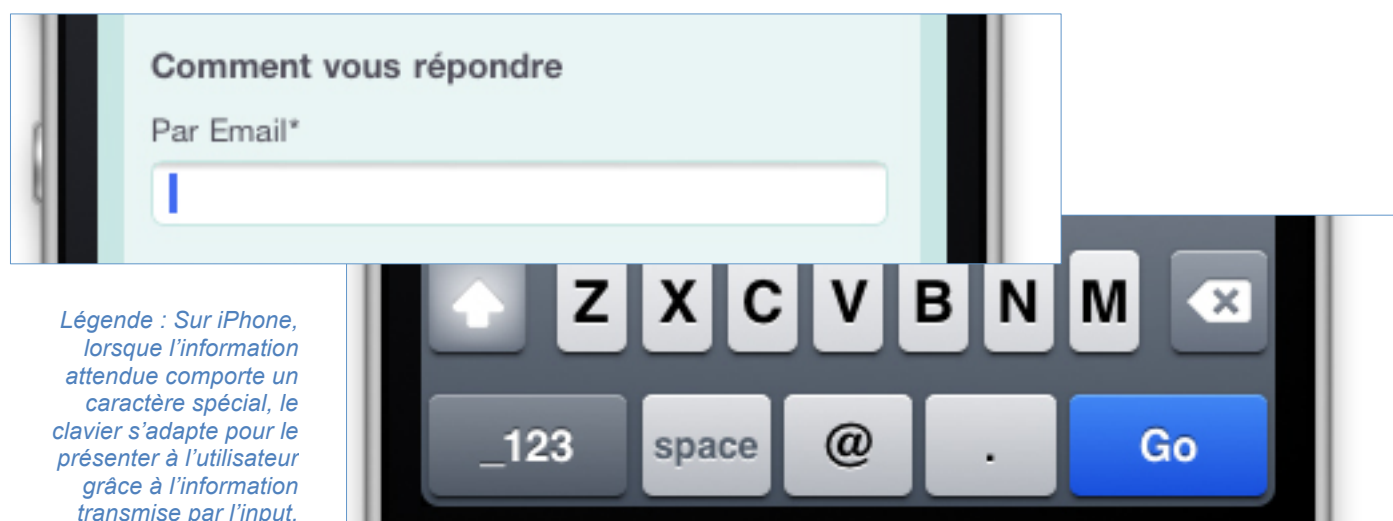 Comment vous répondre
Par Email*
Z X C V B N M
_123 space @ . Go
Légende : Sur iPhone,
lorsque l'information
attendue comporte un
caractère spécial, le
clavier s'adapte pour le
présenter à l'utilisateur
grâce à l'information
transmise par l'input.